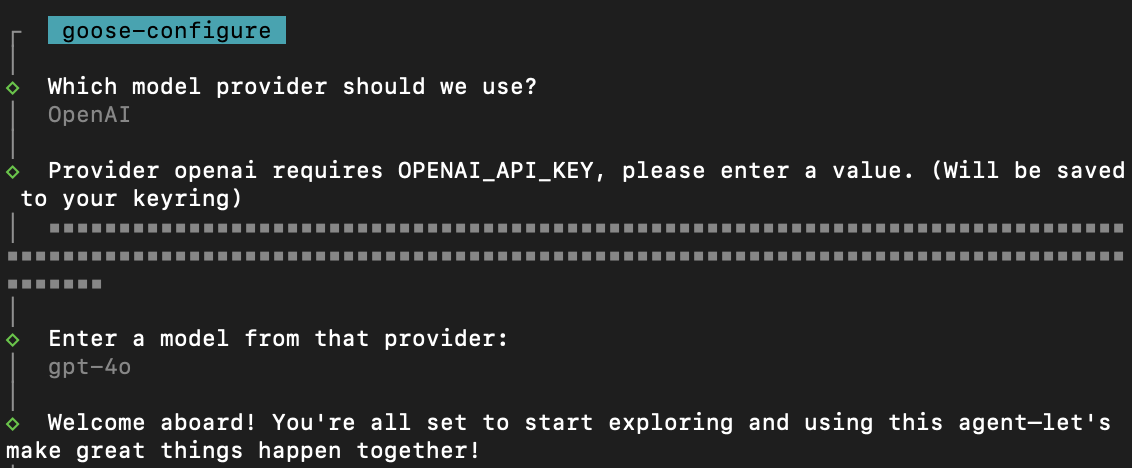 goose-configure
Which model provider should we use?
OpenAI
Provider openai requires OPENAI_API_KEY, please enter a value. (Will be saved
to your keyring)
Enter a model from that provider:
gpt-4o
Welcome aboard! You're all set to start exploring and using this agent—let's
make great things happen together!